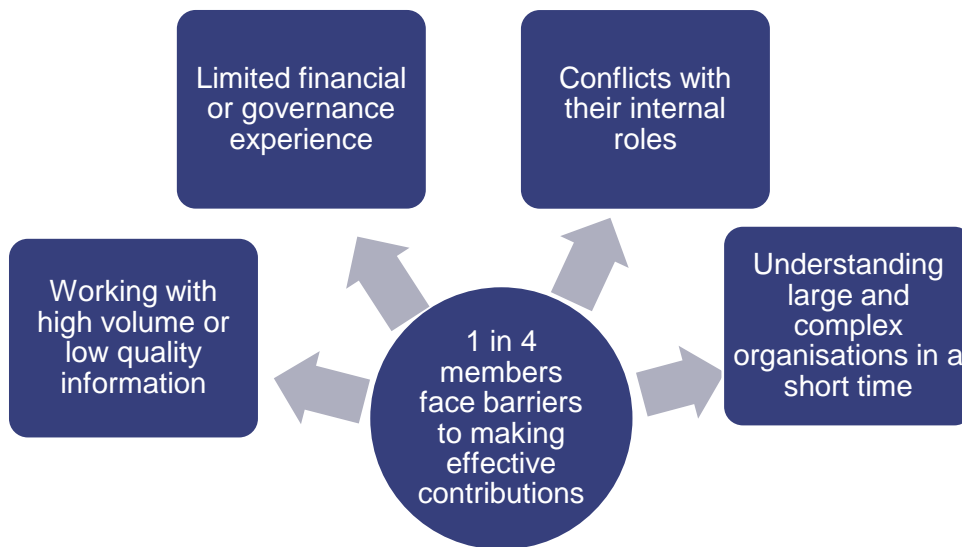 Limited financial
or governance
experience
Conflicts with
their internal
roles
Working with
high volume or
low quality
information
Understanding
large and
complex
organisations in a
short time
1 in 4
members
face barriers
to making
effective
contributions